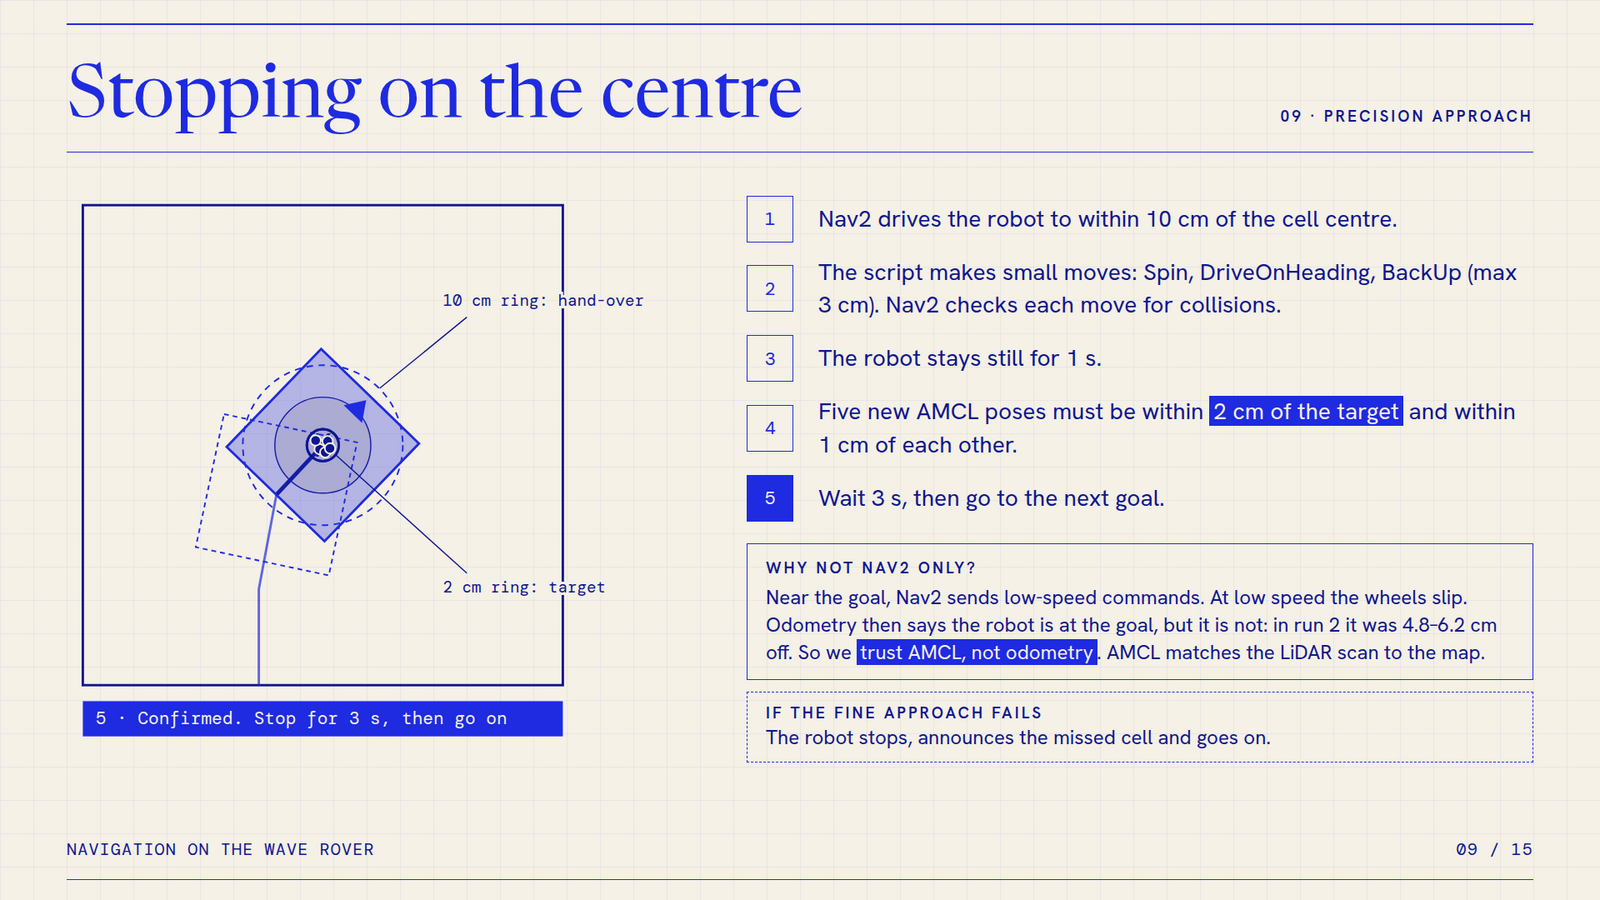 Stopping on the centre
09 · PRECISION APPROACH
10 cm ring: hand-over
2 cm ring: target
5 · Confirmed. Stop for 3 s, then go on
1
Nav2 drives the robot to within 10 cm of the cell centre.
2
The script makes small moves: Spin, DriveOnHeading, BackUp (max
3 cm). Nav2 checks each move for collisions.
3
The robot stays still for 1 s.
4
Five new AMCL poses must be within 2 cm of the target and within
1 cm of each other.
5
Wait 3 s, then go to the next goal.
WHY NOT NAV2 ONLY?
Near the goal, Nav2 sends low-speed commands. At low speed the wheels slip.
Odometry then says the robot is at the goal, but it is not: in run 2 it was 4.8–6.2 cm
off. So we trust AMCL, not odometry. AMCL matches the LiDAR scan to the map.
IF THE FINE APPROACH FAILS
The robot stops, announces the missed cell and goes on.
NAVIGATION ON THE WAVE ROVER
09 / 15